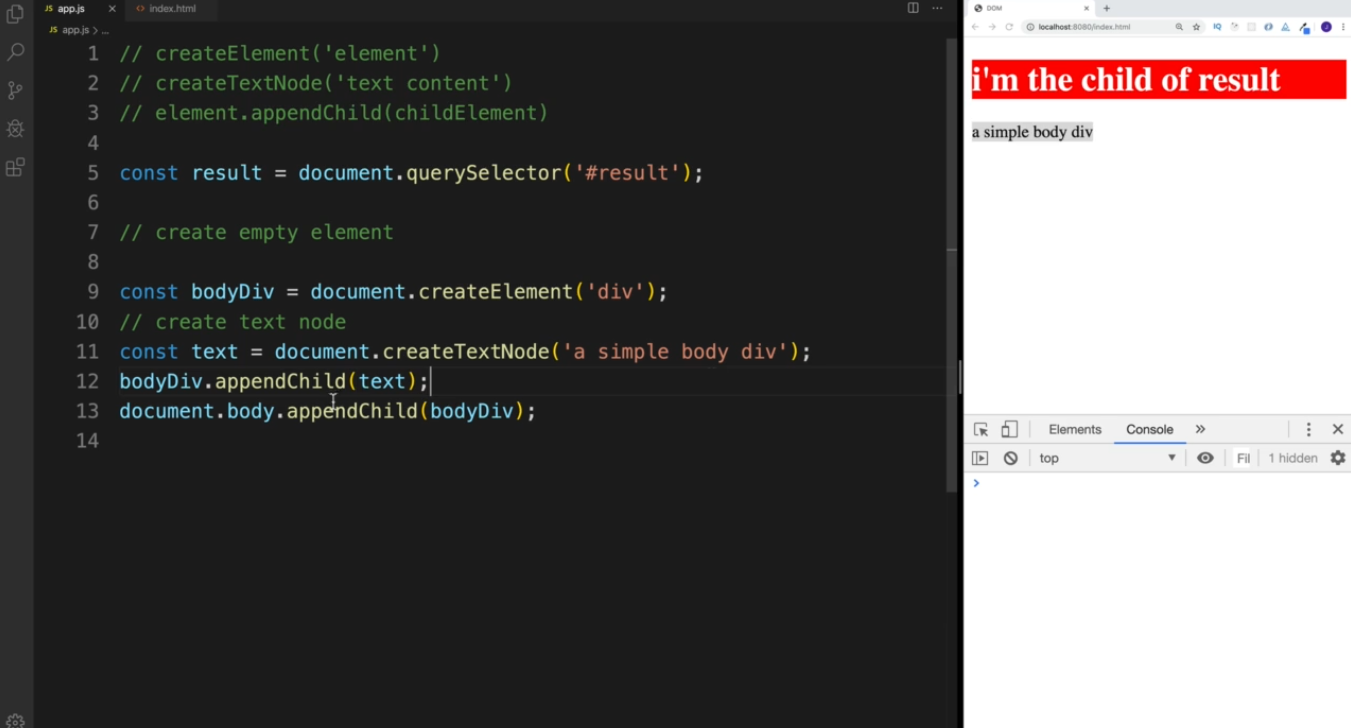 JS app.js × <> index.html
JS app.js > ...
1 // createElement('element')
2 // createTextNode('text content')
3 // element.appendChild(childElement)
4
5 const result = document.querySelector('#result');
6
7 // create empty element
8
9 const bodyDiv = document.createElement('div');
10 // create text node
11 const text = document.createTextNode('a simple body div');
12 bodyDiv.appendChild(text);
13 document.body.appendChild(bodyDiv);
14
DOM
localhost:8080/index.html
IQ
i'm the child of result
a simple body div
Elements Console »
top Fil 1 hidden
>